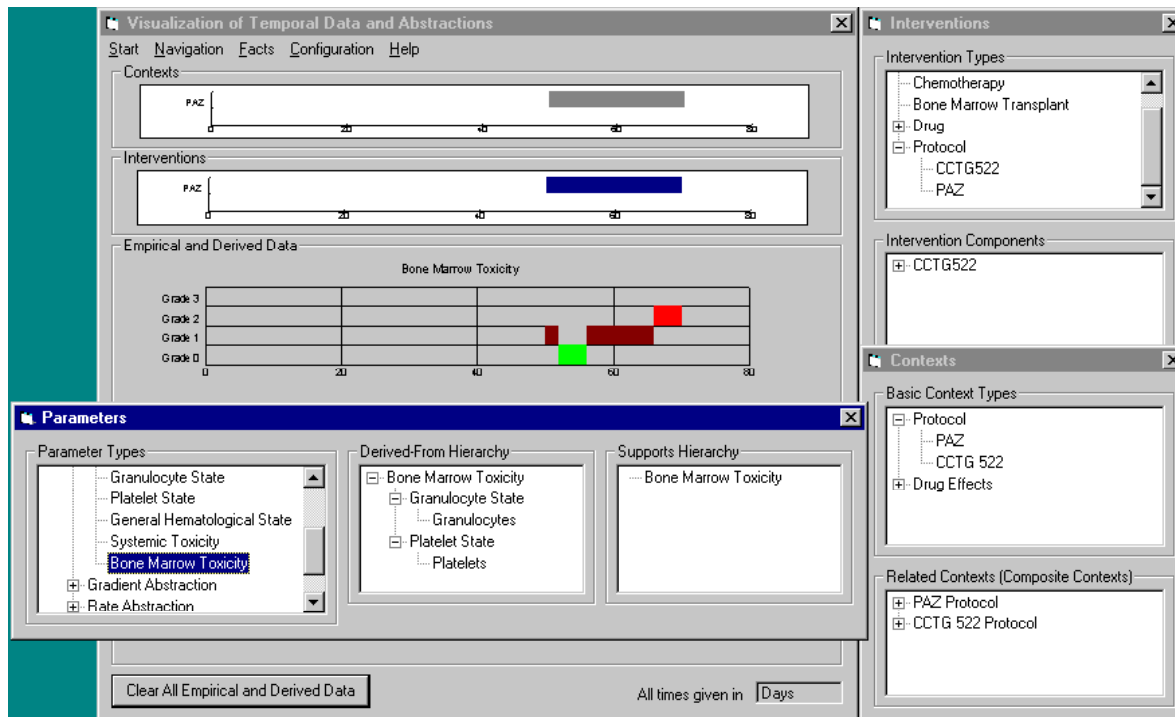 Visualization of Temporal Data and Abstractions
Start Navigation Facts Configuration Help
Contexts
PAZ
0 20 40 60 80
Interventions
PAZ
0 20 40 60 80
Empirical and Derived Data
Bone Marrow Toxicity
Grade 3
Grade 2
Grade 1
Grade 0
0 20 40 60 80
Parameters
Parameter Types
Granulocyte State
Platelet State
General Hematological State
Systemic Toxicity
Bone Marrow Toxicity
Gradient Abstraction
Rate Abstraction
Derived-From Hierarchy
Bone Marrow Toxicity
Granulocyte State
Granulocytes
Platelet State
Platelets
Supports Hierarchy
Bone Marrow Toxicity
Clear All Empirical and Derived Data
All times given in Days
Interventions
Intervention Types
Chemotherapy
Bone Marrow Transplant
Drug
Protocol
CCTG522
PAZ
Intervention Components
CCTG522
Contexts
Basic Context Types
Protocol
PAZ
CCTG 522
Drug Effects
Related Contexts (Composite Contexts)
PAZ Protocol
CCTG 522 Protocol